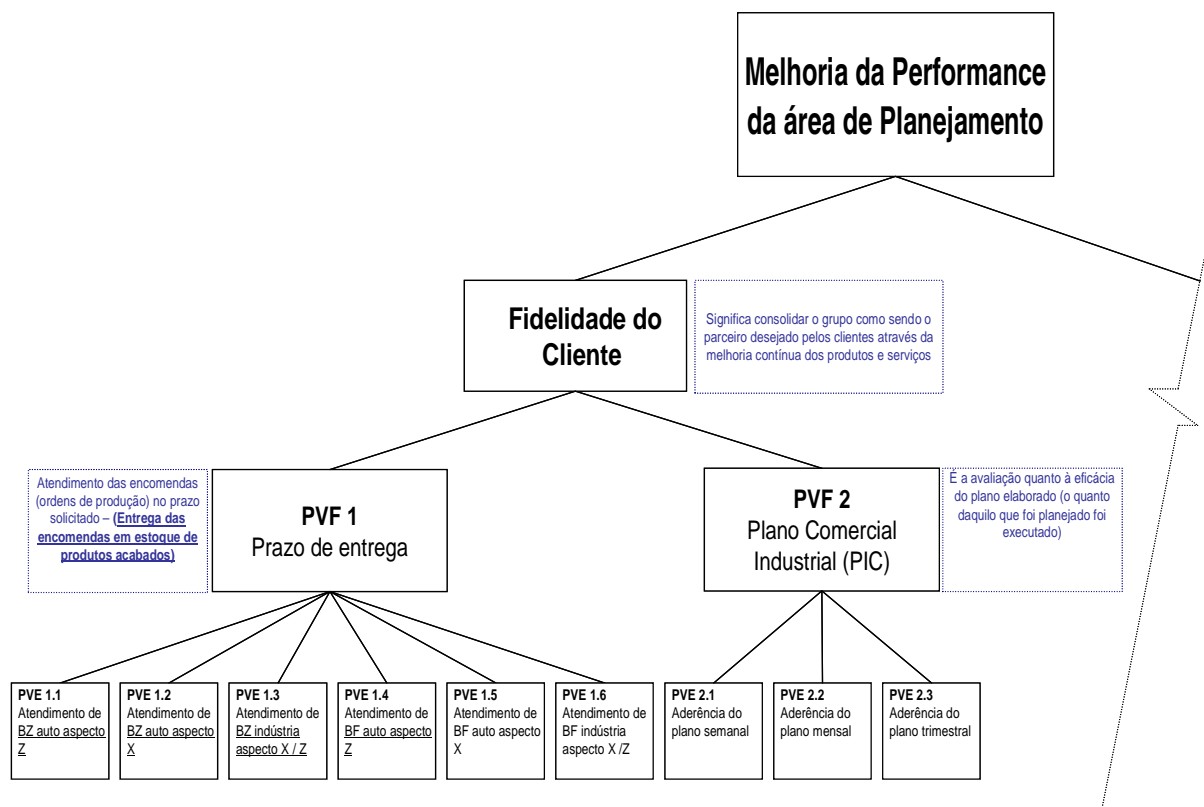 Melhoria da Performance
da área de Planejamento
Fidelidade do
Cliente
Significa consolidar o grupo como sendo o
parceiro desejado pelos clientes através da
melhoria contínua dos produtos e serviços
Atendimento das encomendas
(ordens de produção) no prazo
solicitado – (Entrega das
encomendas em estoque de
produtos acabados)
PVF 1
Prazo de entrega
PVF 2
Plano Comercial
Industrial (PIC)
É a avaliação quanto à eficácia
do plano elaborado (o quanto
daquilo que foi planejado foi
executado)
PVE 1.1
Atendimento de
BZ auto aspecto
Z
PVE 1.2
Atendimento de
BZ auto aspecto
X
PVE 1.3
Atendimento de
BZ indústria
aspecto X / Z
PVE 1.4
Atendimento de
BF auto aspecto
Z
PVE 1.5
Atendimento de
BF auto aspecto
X
PVE 1.6
Atendimento de
BF indústria
aspecto X /Z
PVE 2.1
Aderência do
plano semanal
PVE 2.2
Aderência do
plano mensal
PVE 2.3
Aderência do
plano trimestral